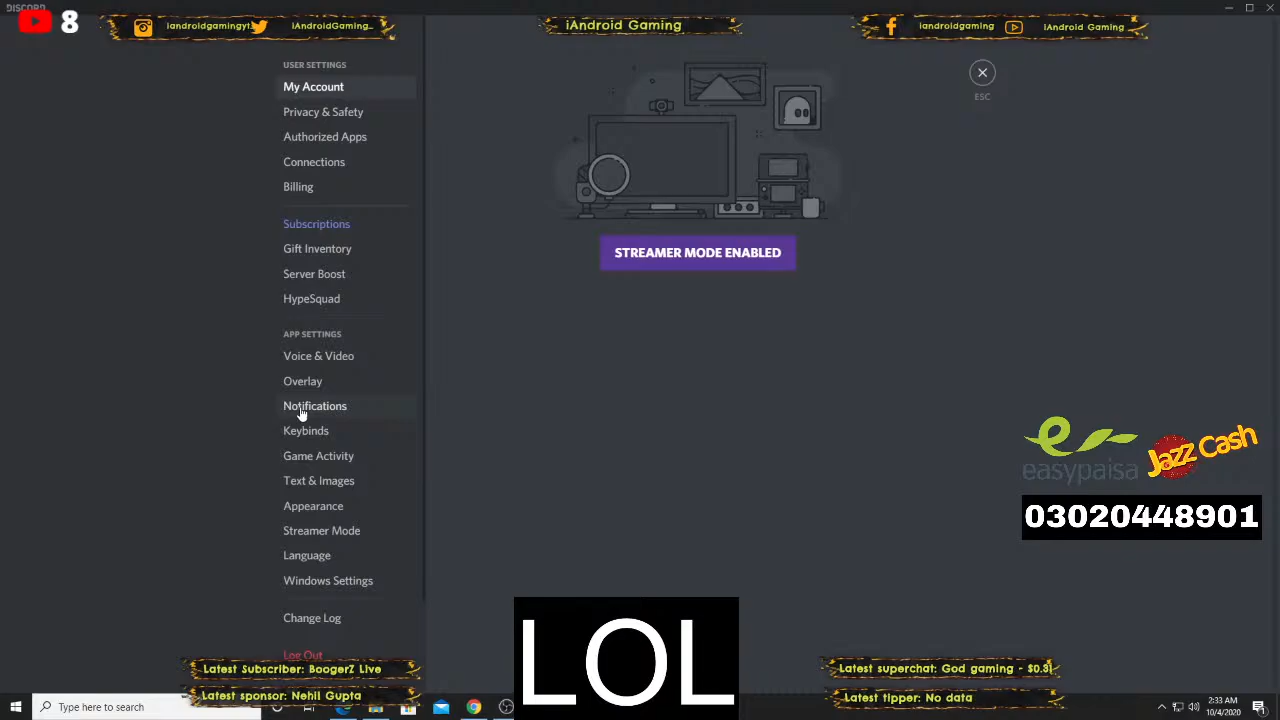 DISCORD
8
iandroidgamingyt
iAndroidGaming_
iAndroid Gaming
iandroidgaming
iAndroid Gaming
USER SETTINGS
My Account
Privacy & Safety
Authorized Apps
Connections
Billing
Subscriptions
Gift Inventory
Server Boost
HypeSquad
APP SETTINGS
Voice & Video
Overlay
Notifications
Keybinds
Game Activity
Text & Images
Appearance
Streamer Mode
Language
Windows Settings
Change Log
Log Out
ESC
STREAMER MODE ENABLED
easypaisa
Jazz Cash
03020448901
LOL
Latest Subscriber: BoogerZ Live
Latest sponsor: Nehil Gupta
Latest superchat: God gaming - $0.31
Latest tipper: No data
Type here to search
2:33 AM
10/4/2020